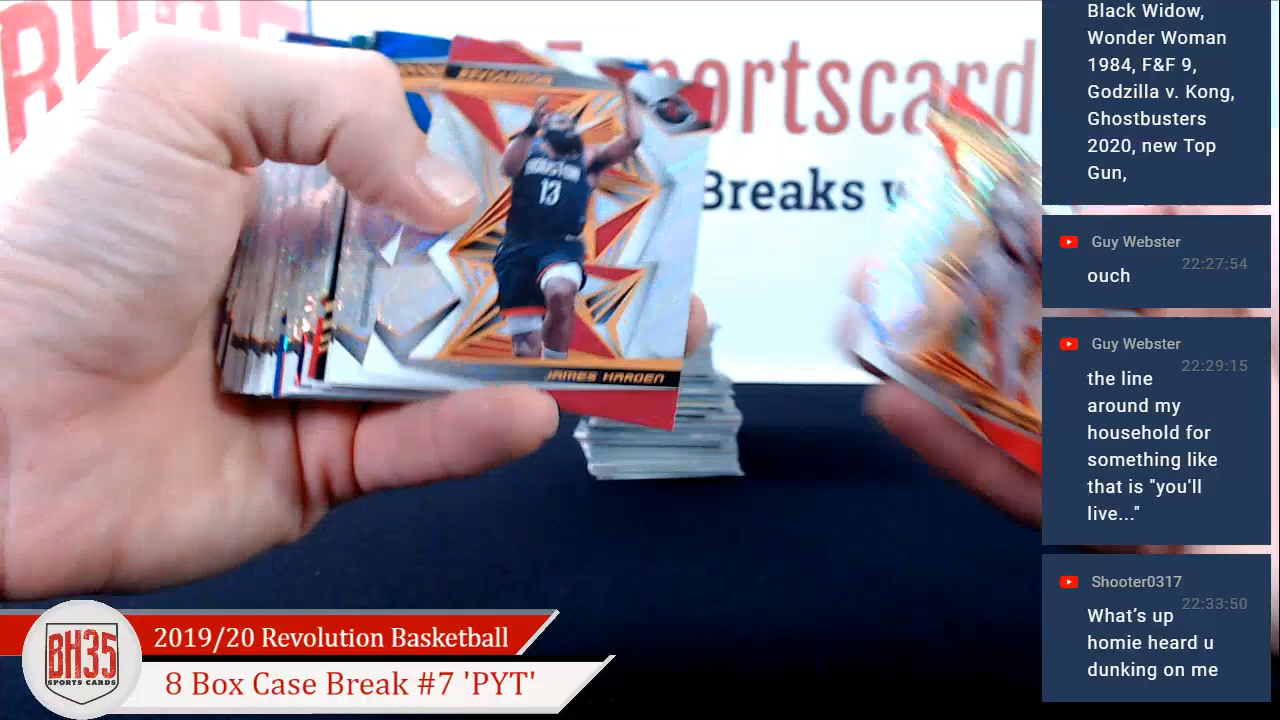 BH35sportscard
Breaks w
REVOLUTION
HOUSTON
13
JAMES HARDEN
BH35
SPORTS CARDS
2019/20 Revolution Basketball
8 Box Case Break #7 'PYT'
Black Widow,
Wonder Woman
1984, F&F 9,
Godzilla v. Kong,
Ghostbusters
2020, new Top
Gun,
Guy Webster
22:27:54
ouch
Guy Webster
22:29:15
the line
around my
household for
something like
that is "you'll
live..."
Shooter0317
22:33:50
What's up
homie heard u
dunking on me